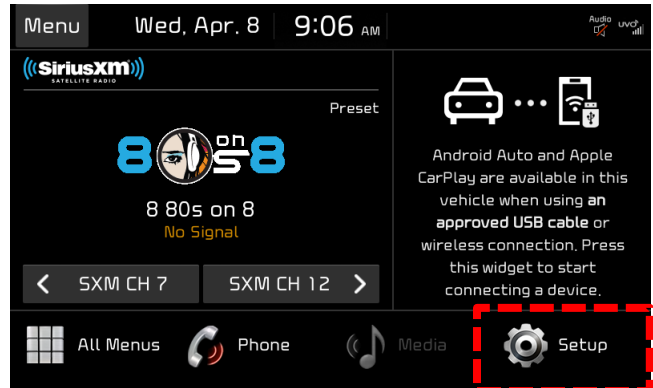 Menu
Wed, Apr. 8
9:06 AM
Audio
UVO
((SiriusXM))
SATELLITE RADIO
Preset
80s on 8
8 80s on 8
No Signal
< SXM CH 7
SXM CH 12 >
Android Auto and Apple
CarPlay are available in this
vehicle when using an
approved USB cable or
wireless connection. Press
this widget to start
connecting a device.
All Menus
Phone
Media
Setup